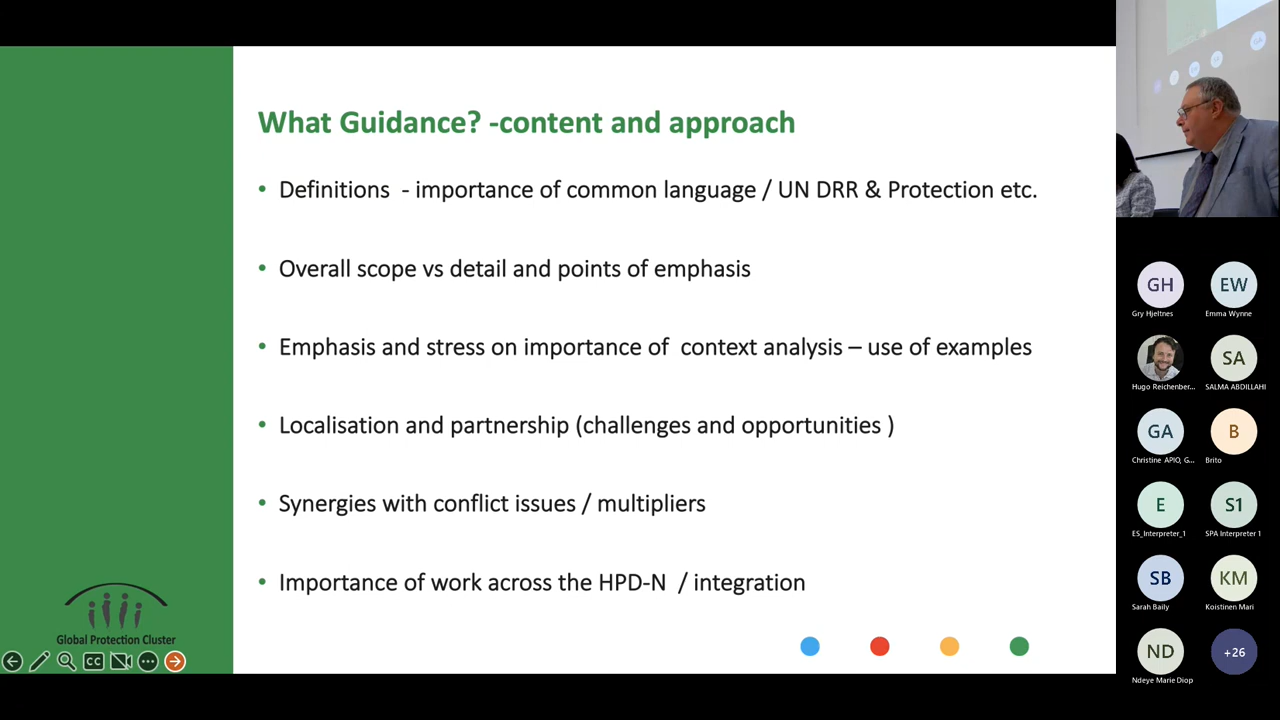 What Guidance? -content and approach
• Definitions - importance of common language / UN DRR & Protection etc.
• Overall scope vs detail and points of emphasis
• Emphasis and stress on importance of context analysis – use of examples
• Localisation and partnership (challenges and opportunities )
• Synergies with conflict issues / multipliers
• Importance of work across the HPD-N / integration
Global Protection Cluster
CC
GH
Gry Hjeltnes
EW
Emma Wynne
Hugo Reichenber...
SA
SALMA ABDILLAHI
GA
Christine APIO, G...
B
Brito
E
ES_Interpreter_1
S1
SPA Interpreter 1
SB
Sarah Baily
KM
Koistinen Mari
ND
Ndeye Marie Diop
+26